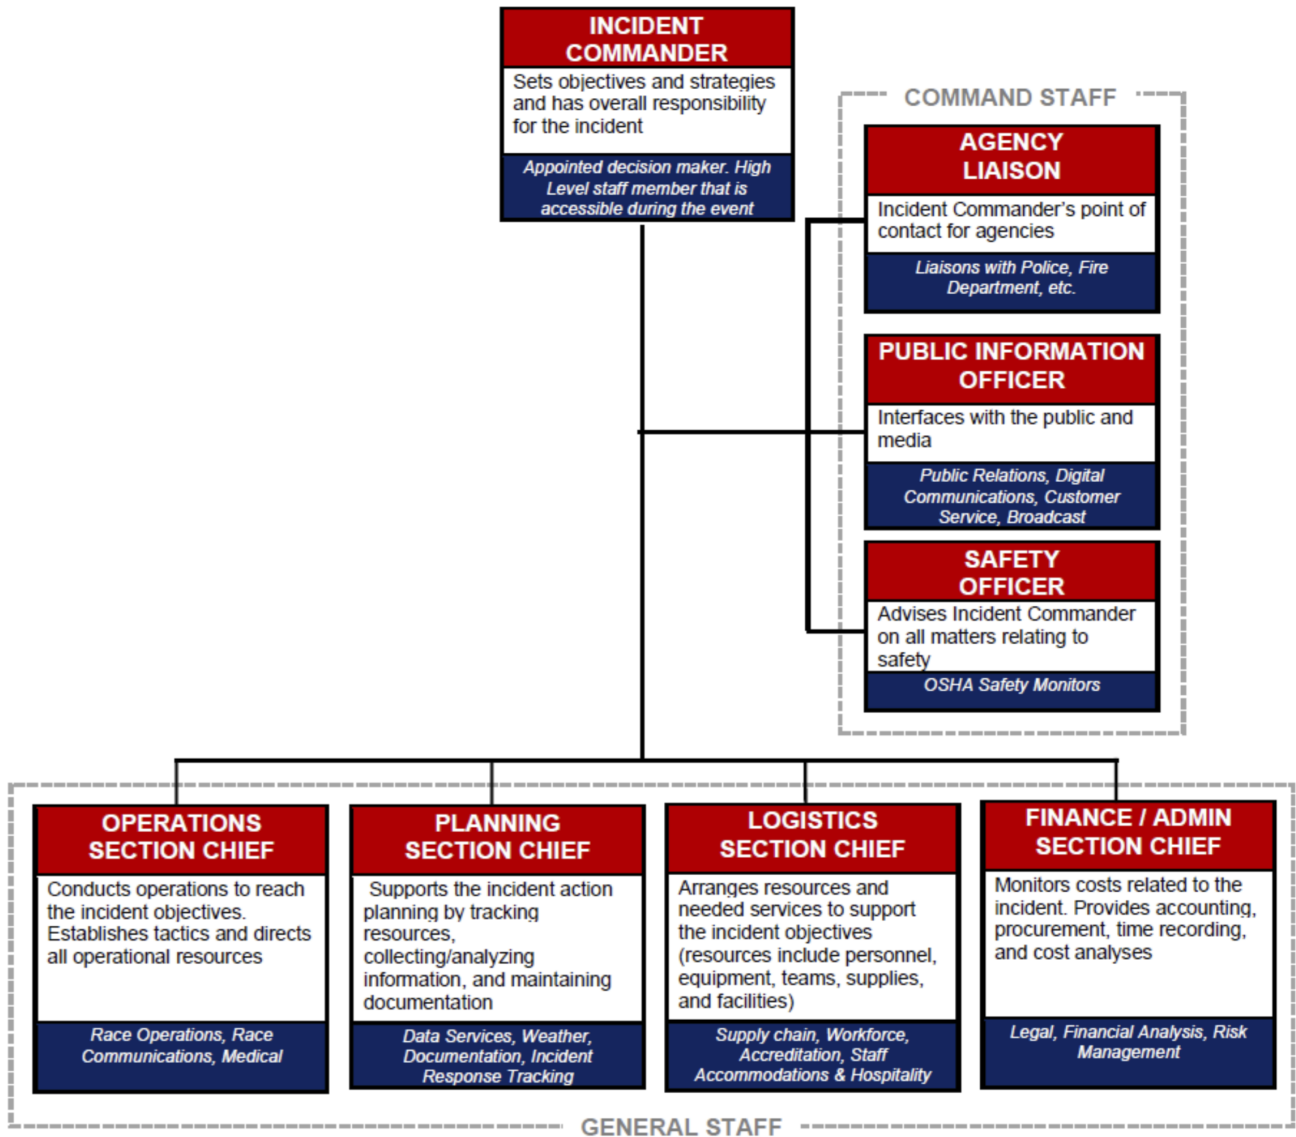 INCIDENT
COMMANDER
Sets objectives and strategies
and has overall responsibility
for the incident
Appointed decision maker. High
Level staff member that is
accessible during the event
COMMAND STAFF
AGENCY
LIAISON
Incident Commander's point of
contact for agencies
Liaisons with Police, Fire
Department, etc.
PUBLIC INFORMATION
OFFICER
Interfaces with the public and
media
Public Relations, Digital
Communications, Customer
Service, Broadcast
SAFETY
OFFICER
Advises Incident Commander
on all matters relating to
safety
OSHA Safety Monitors
OPERATIONS
SECTION CHIEF
Conducts operations to reach
the incident objectives.
Establishes tactics and directs
all operational resources
Race Operations, Race
Communications, Medical
PLANNING
SECTION CHIEF
Supports the incident action
planning by tracking
resources,
collecting/analyzing
information, and maintaining
documentation
Data Services, Weather,
Documentation, Incident
Response Tracking
LOGISTICS
SECTION CHIEF
Arranges resources and
needed services to support
the incident objectives
(resources include personnel,
equipment, teams, supplies,
and facilities)
Supply chain, Workforce,
Accreditation, Staff
Accommodations & Hospitality
FINANCE / ADMIN
SECTION CHIEF
Monitors costs related to the
incident. Provides accounting,
procurement, time recording,
and cost analyses
Legal, Financial Analysis, Risk
Management
GENERAL STAFF